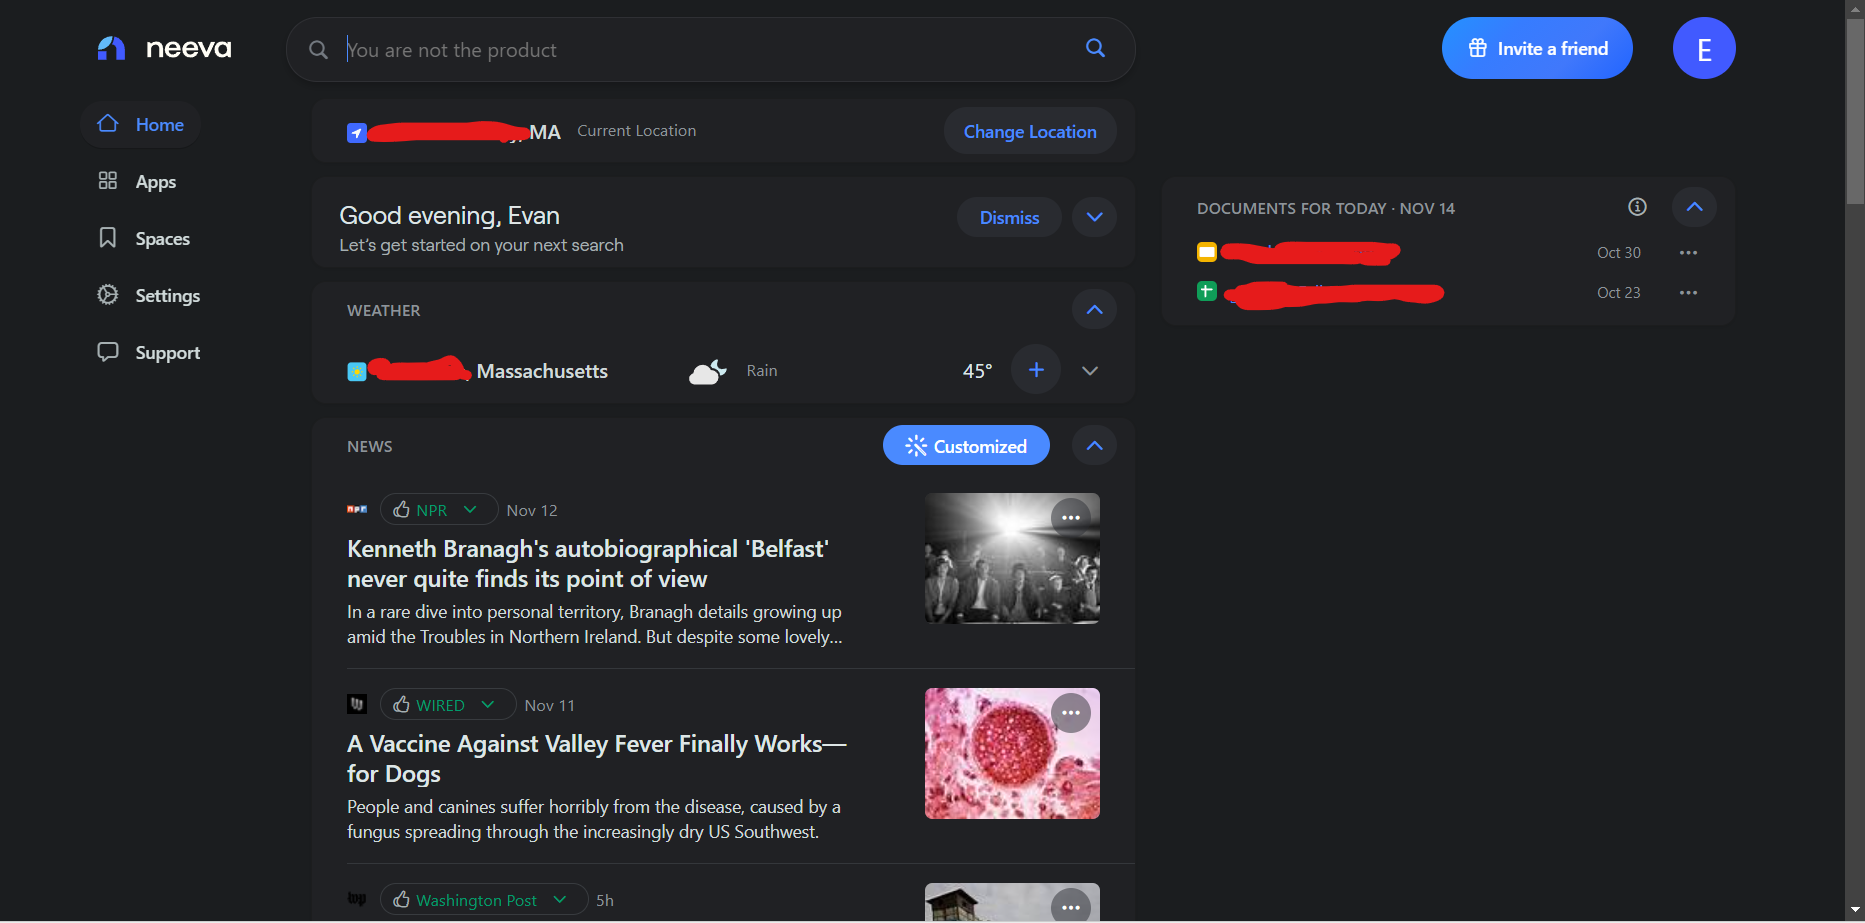 neeva
You are not the product
Invite a friend
E
Home
Apps
Spaces
Settings
Support
MA Current Location
Change Location
Good evening, Evan
Let's get started on your next search
Dismiss
WEATHER
Massachusetts
Rain
45°
NEWS
Customized
npr NPR Nov 12
Kenneth Branagh's autobiographical 'Belfast'
never quite finds its point of view
In a rare dive into personal territory, Branagh details growing up
amid the Troubles in Northern Ireland. But despite some lovely...
WIRED Nov 11
A Vaccine Against Valley Fever Finally Works—
for Dogs
People and canines suffer horribly from the disease, caused by a
fungus spreading through the increasingly dry US Southwest.
wp Washington Post 5h
DOCUMENTS FOR TODAY · NOV 14
Oct 30
Oct 23